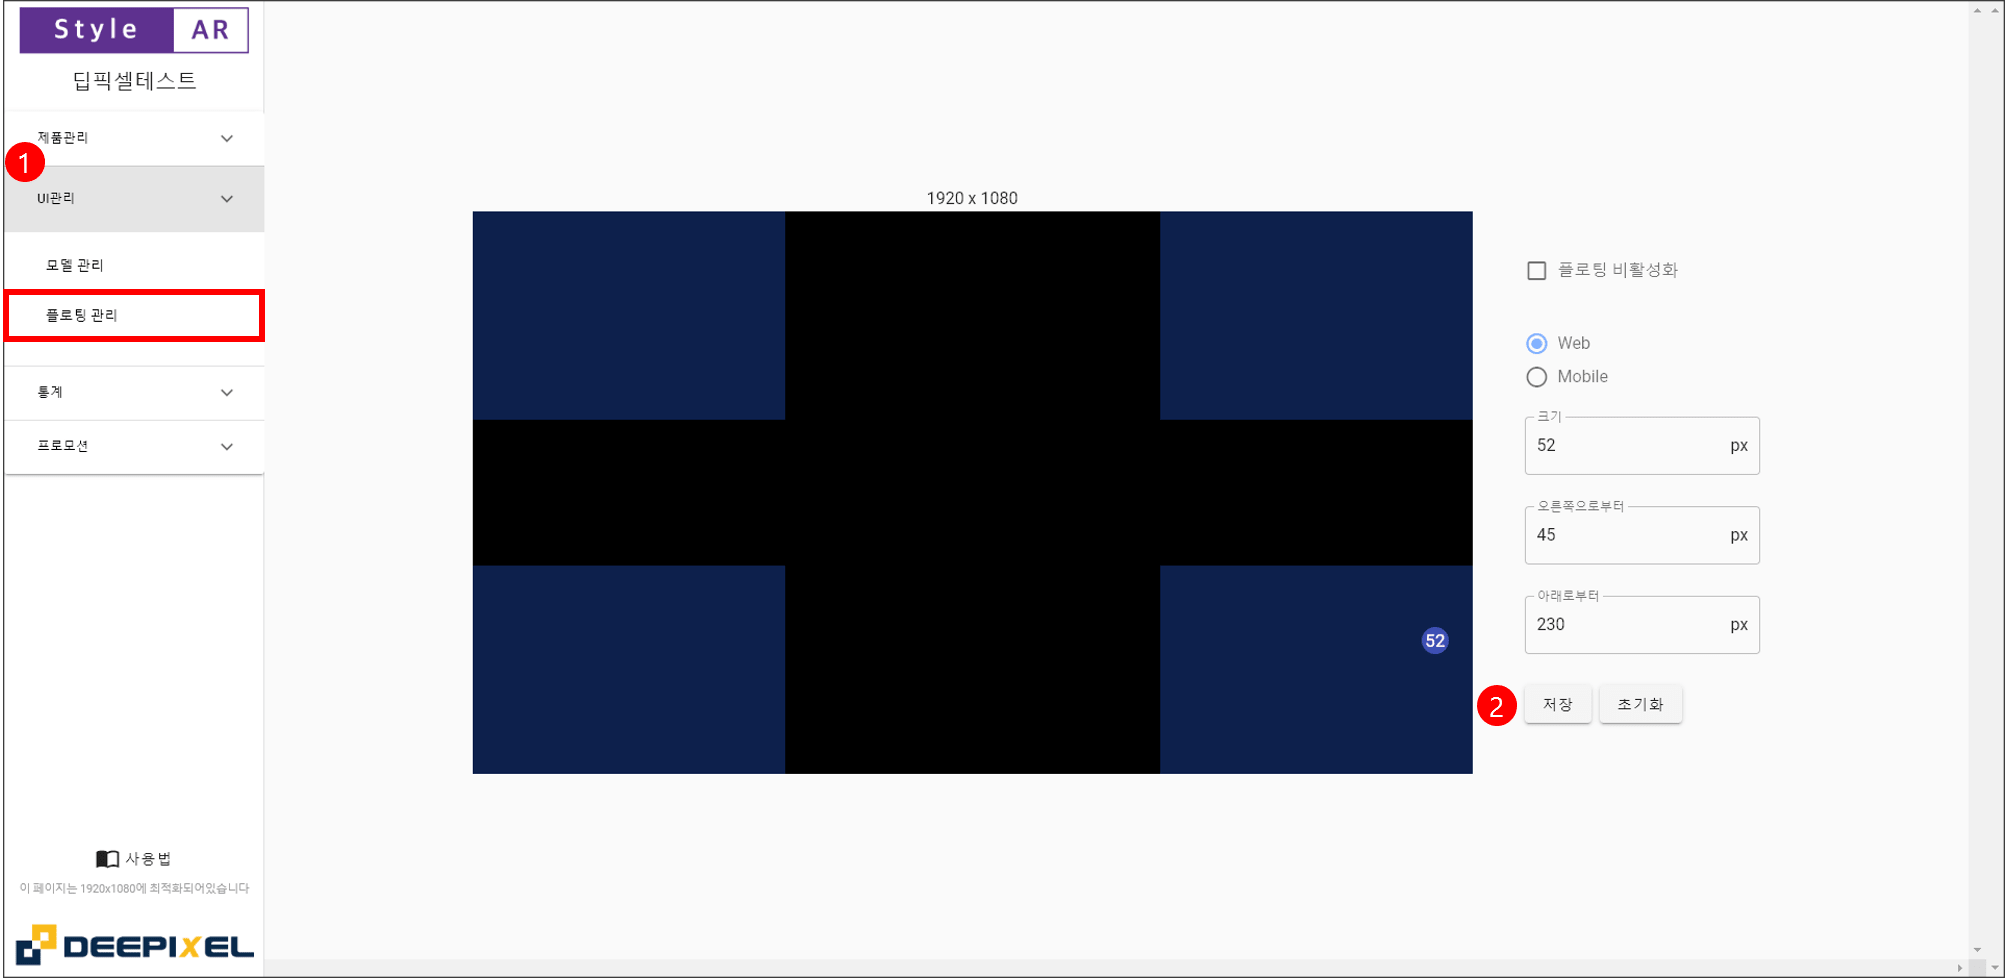 Style AR
딥픽셀테스트
제품관리
1
UI관리
모델 관리
플로팅 관리
통계
프로모션
사용법
이 페이지는 1920x1080에 최적화되어있습니다
DEEPIXEL
1920 x 1080
52
플로팅 비활성화
Web
Mobile
크기
52 px
오른쪽으로부터
45 px
아래로부터
230 px
2 저장 초기화